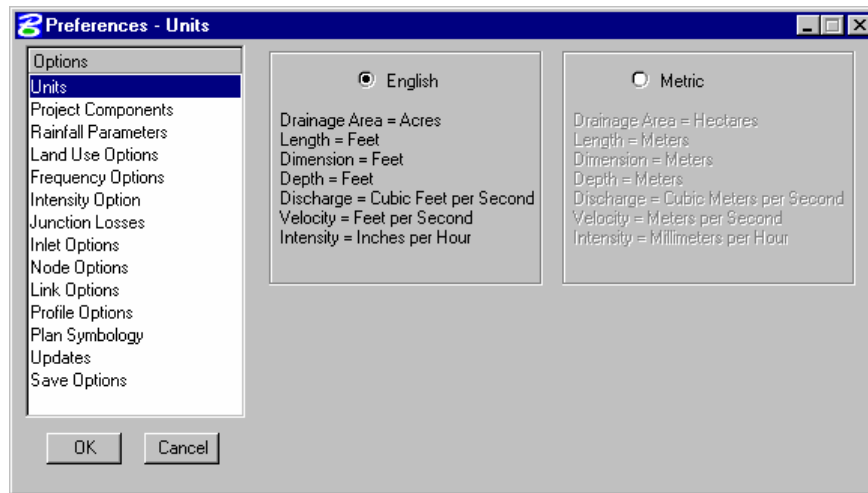 Preferences - Units
Options
Units
Project Components
Rainfall Parameters
Land Use Options
Frequency Options
Intensity Option
Junction Losses
Inlet Options
Node Options
Link Options
Profile Options
Plan Symbology
Updates
Save Options
OK
Cancel
English
Drainage Area = Acres
Length = Feet
Dimension = Feet
Depth = Feet
Discharge = Cubic Feet per Second
Velocity = Feet per Second
Intensity = Inches per Hour
Metric
Drainage Area = Hectares
Length = Meters
Dimension = Meters
Depth = Meters
Discharge = Cubic Meters per Second
Velocity = Meters per Second
Intensity = Millimeters per Hour